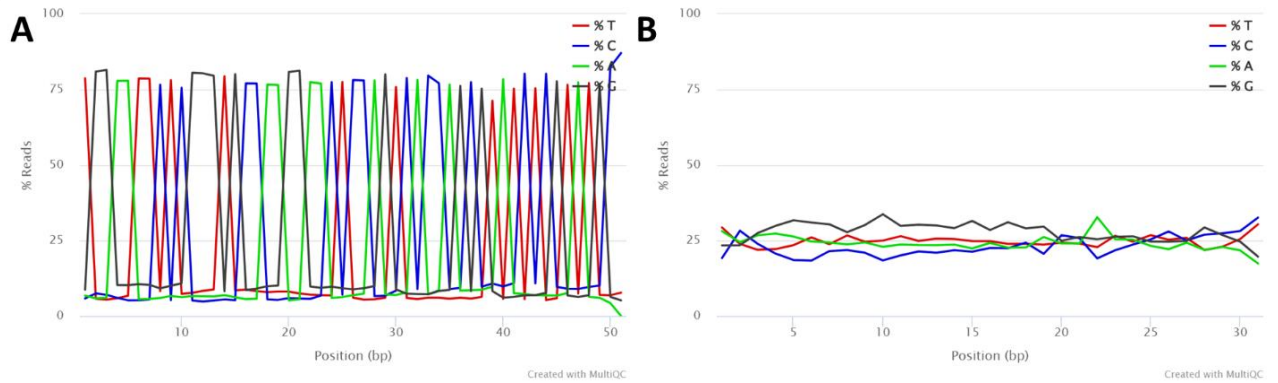 A
100
75
50
25
0
% Reads
10
20
30
40
50
Position (bp)
% T
% C
% A
% G
Created with MultiQC
B
100
75
50
25
0
% Reads
5
10
15
20
25
30
Position (bp)
% T
% C
% A
% G
Created with MultiQC